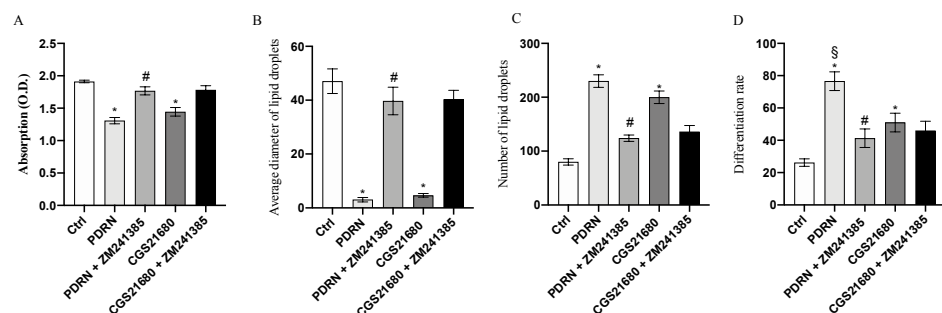 A
Absorption (O.D.)
2.5
2.0
1.5
1.0
0.5
0.0
*
#
*
Ctrl
PDRN
PDRN + ZM241385
CGS21680
CGS21680 + ZM241385
B
Average diameter of lipid droplets
60
40
20
0
*
#
*
Ctrl
PDRN
PDRN + ZM241385
CGS21680
CGS21680 + ZM241385
C
Number of lipid droplets
300
200
100
0
*
#
*
Ctrl
PDRN
PDRN + ZM241385
CGS21680
CGS21680 + ZM241385
D
Differentiation rate
100
80
60
40
20
0
§
*
#
*
Ctrl
PDRN
PDRN + ZM241385
CGS21680
CGS21680 + ZM241385